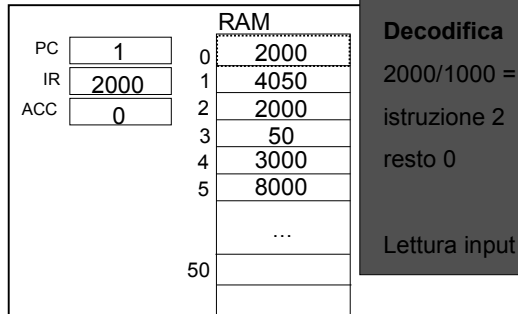 RAM
PC 1
IR 2000
ACC 0
0 2000
1 4050
2 2000
3 50
4 3000
5 8000
...
50
Decodifica
2000/1000 =
istruzione 2
resto 0
Lettura input